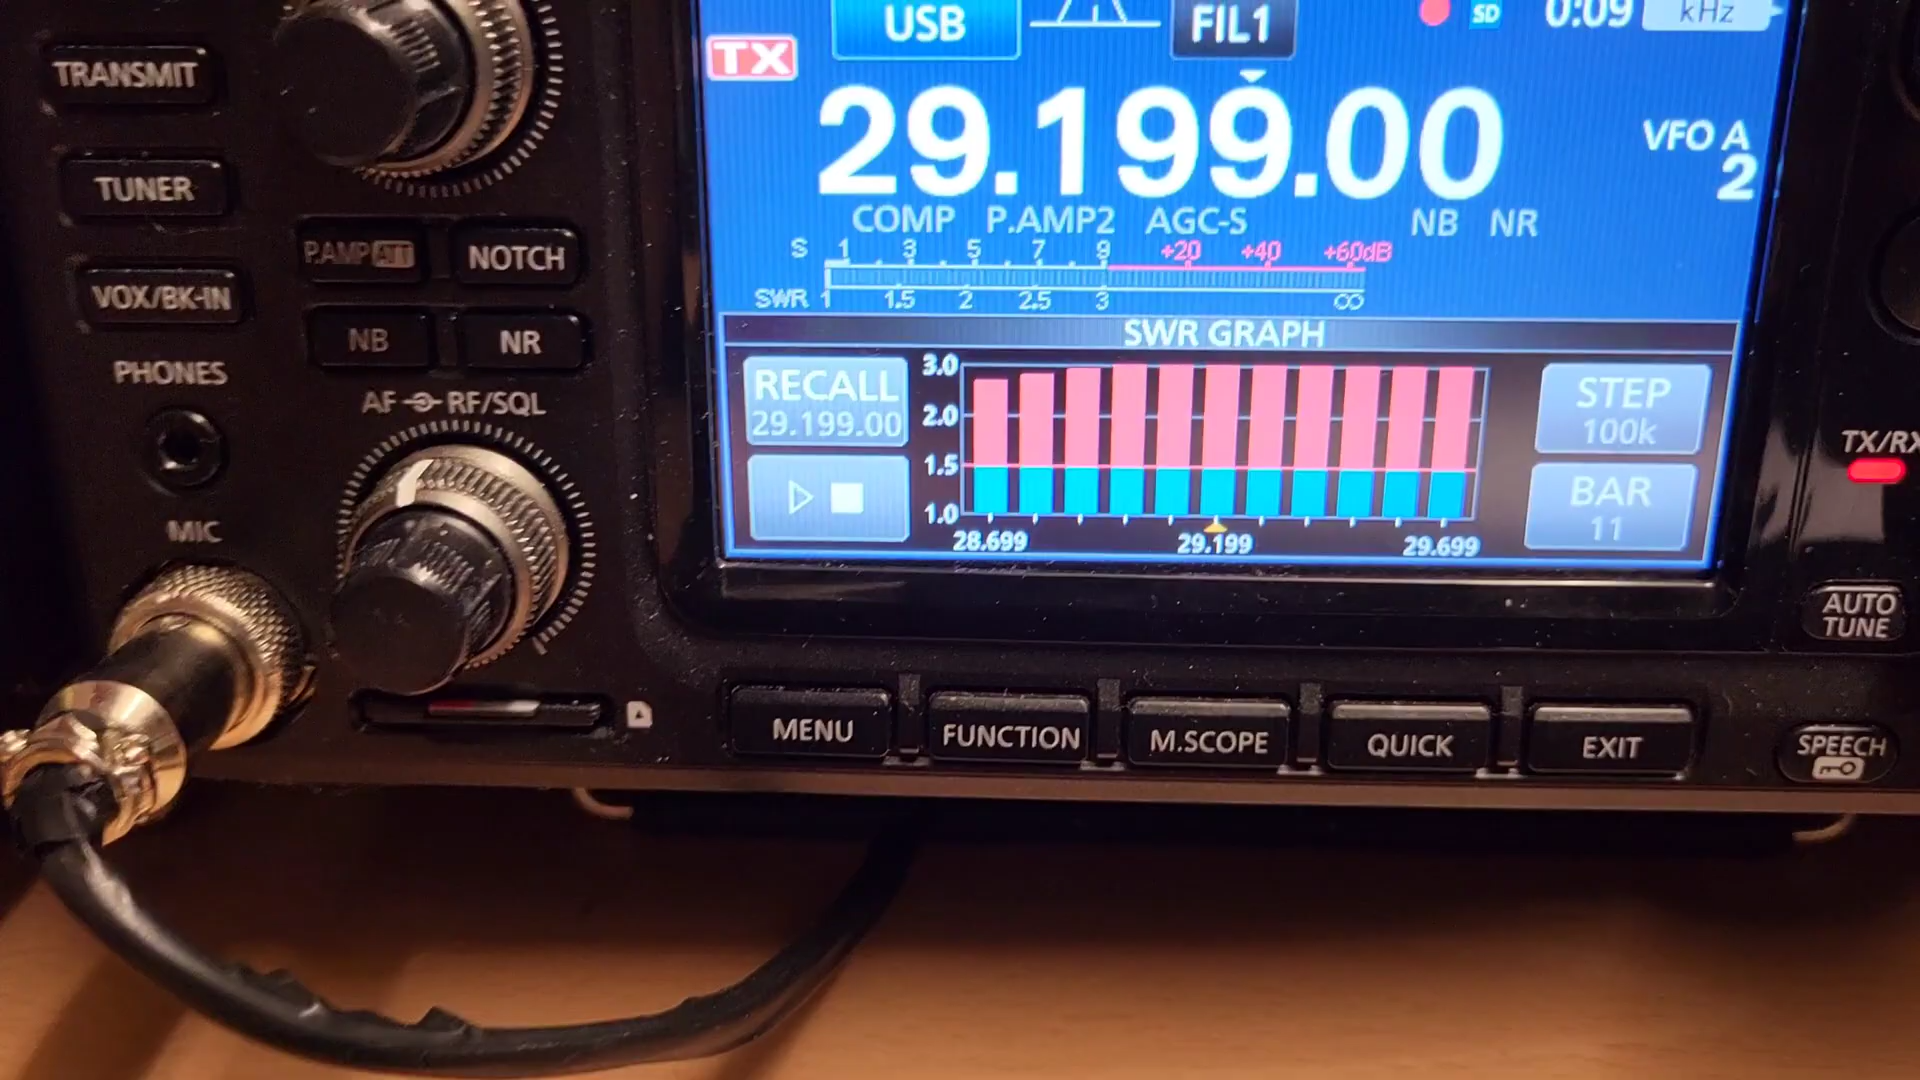 TRANSMIT
TUNER
VOX/BK-IN
PHONES
MIC
P.AMP ATT
NOTCH
NB
NR
AF RF/SQL
USB
FIL1
SD
0:09
kHz
TX
29.199.00
VFO A
2
COMP P.AMP2 AGC-S NB NR
S 1 3 5 7 9 +20 +40 +60dB
SWR 1 1.5 2 2.5 3 ∞
SWR GRAPH
RECALL
29.199.00
3.0
2.0
1.5
1.0
28.699 29.199 29.699
STEP
100k
BAR
11
TX/RX
AUTO
TUNE
MENU
FUNCTION
M.SCOPE
QUICK
EXIT
SPEECH